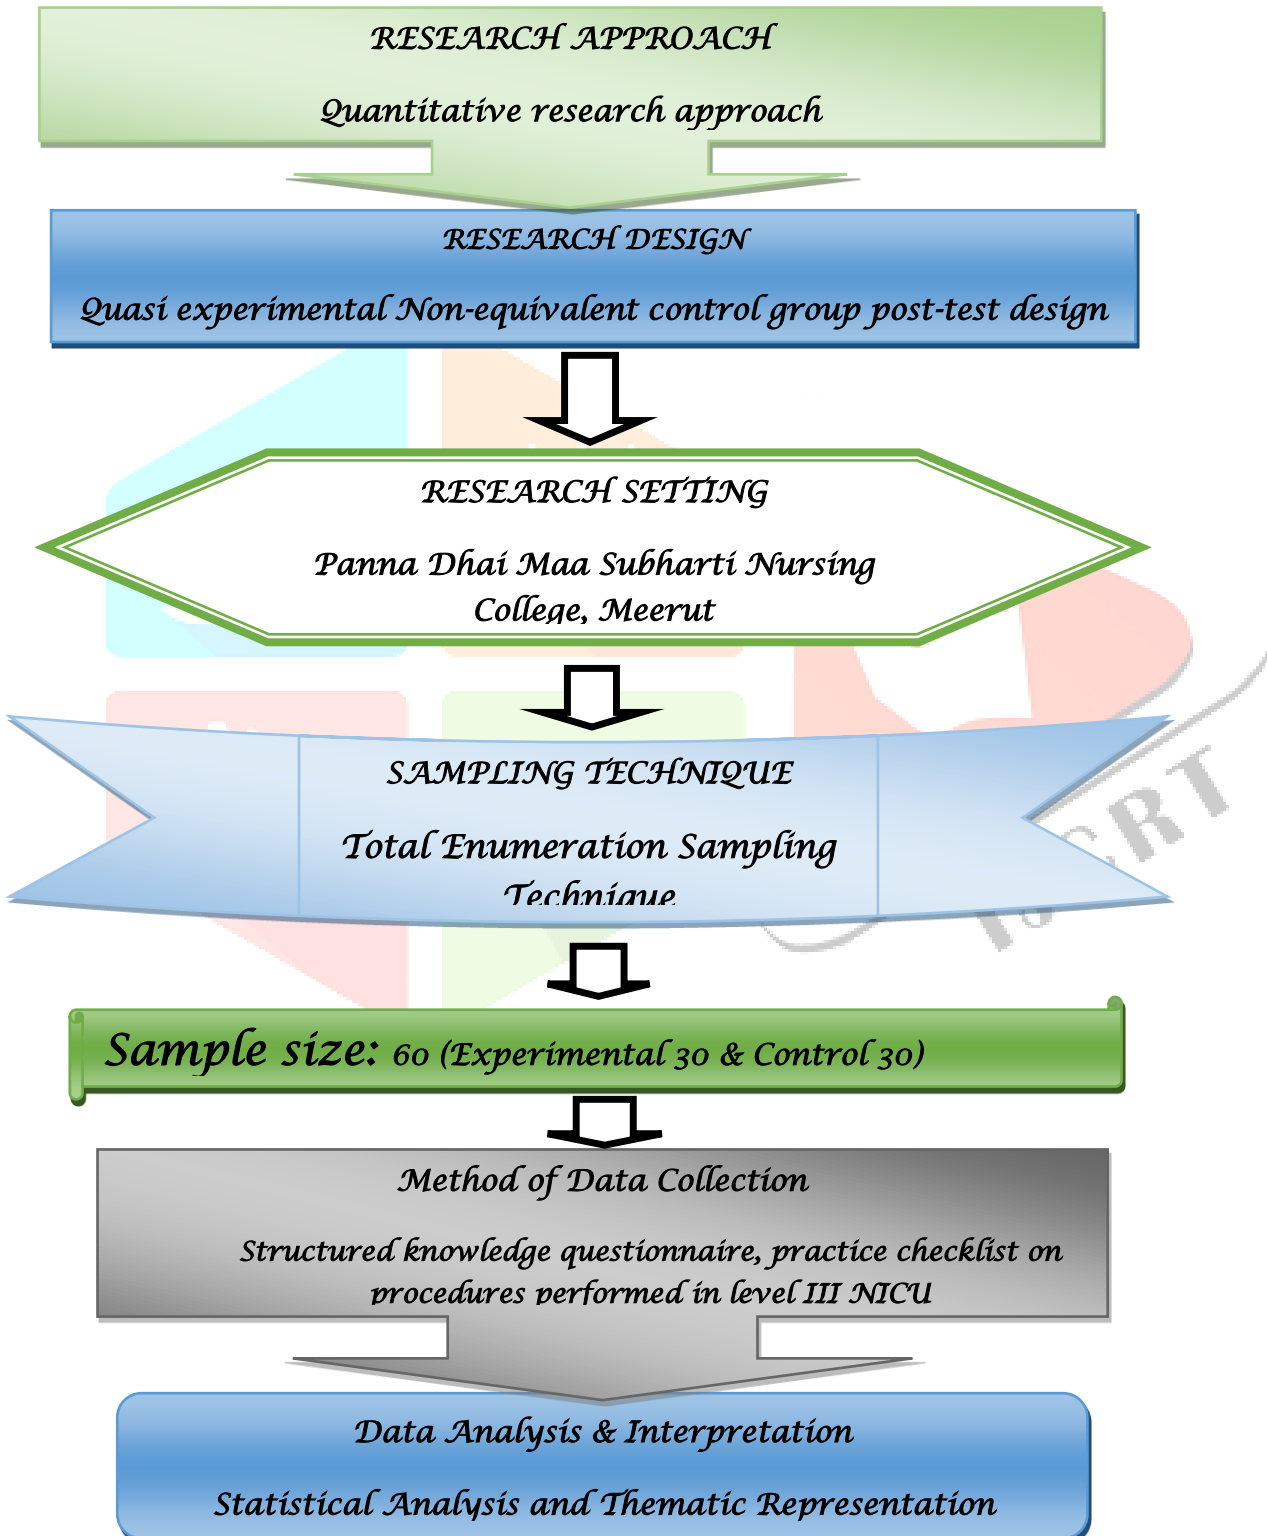 RESEARCH APPROACH
Quantitative research approach
RESEARCH DESIGN
Quasi experimental Non-equivalent control group post-test design
RESEARCH SETTING
Panna Dhai Maa Subharti Nursing
College, Meerut
SAMPLING TECHNIQUE
Total Enumeration Sampling
Technique
Sample size: 60 (Experimental 30 & Control 30)
Method of Data Collection
Structured knowledge questionnaire, practice checklist on
procedures performed in level III NICU
Data Analysis & Interpretation
Statistical Analysis and Thematic Representation